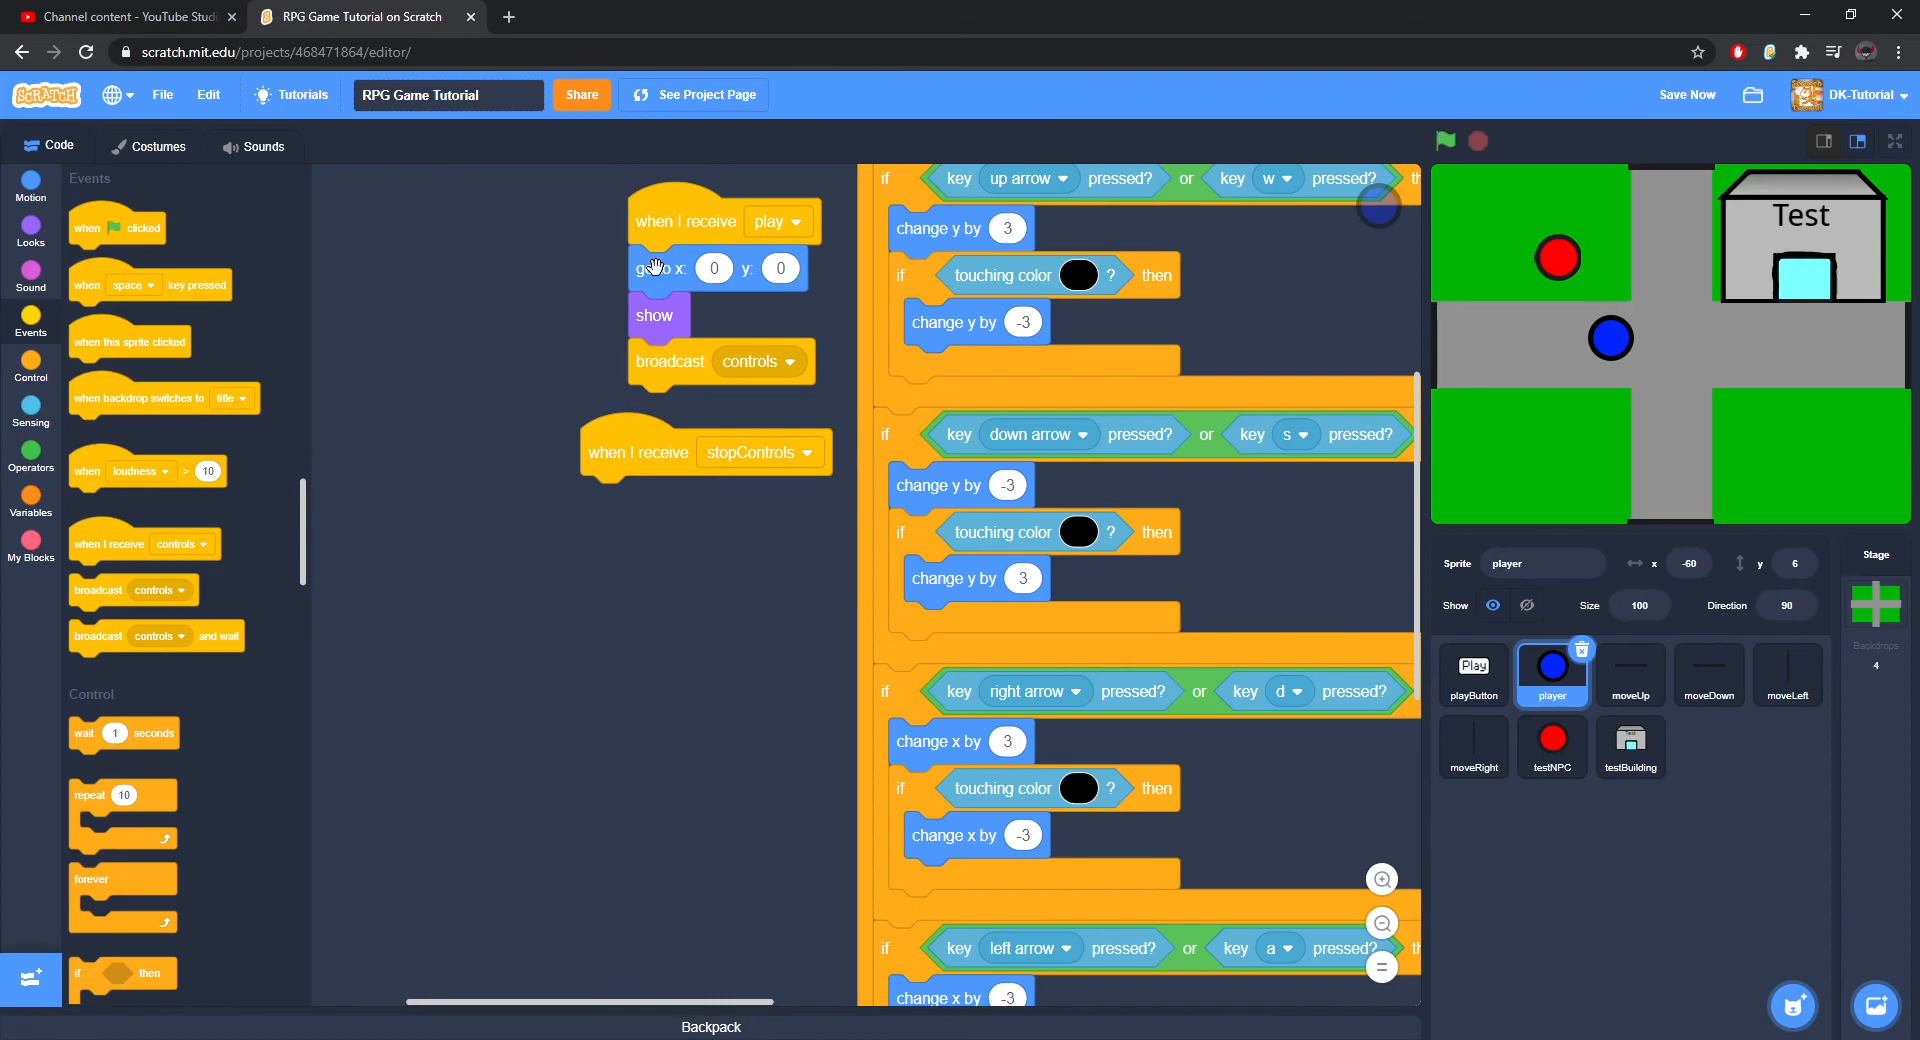 Channel content - YouTube Studi
RPG Game Tutorial on Scratch
scratch.mit.edu/projects/468471864/editor/
SCRATCH
File
Edit
Tutorials
RPG Game Tutorial
Share
See Project Page
Save Now
DK-Tutorial
Code
Costumes
Sounds
Motion
Looks
Sound
Events
Control
Sensing
Operators
Variables
My Blocks
Events
when clicked
when space key pressed
when this sprite clicked
when backdrop switches to title
when loudness > 10
when I receive controls
broadcast controls
broadcast controls and wait
Control
wait 1 seconds
repeat 10
forever
if then
when I receive play
go to x: 0 y: 0
show
broadcast controls
when I receive stopControls
if key up arrow pressed? or key w pressed? th
change y by 3
if touching color ? then
change y by -3
if key down arrow pressed? or key s pressed?
change y by -3
if touching color ? then
change y by 3
if key right arrow pressed? or key d pressed?
change x by 3
if touching color ? then
change x by -3
if key left arrow pressed? or key a pressed? th
change x by -3
Backpack
Test
Sprite player x -60 y 6
Show Size 100 Direction 90
Play
playButton
player
moveUp
moveDown
moveLeft
moveRight
testNPC
Test
testBuilding
Stage
Backdrops
4